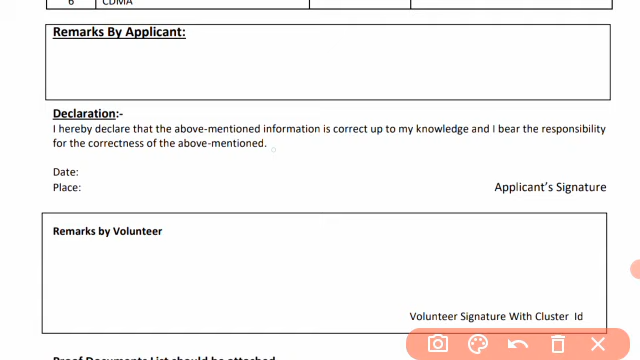 6 CDMA
Remarks By Applicant:
Declaration:-
I hereby declare that the above-mentioned information is correct up to my knowledge and I bear the responsibility
for the correctness of the above-mentioned.
Date:
Place:
Applicant's Signature
Remarks by Volunteer
Volunteer Signature With Cluster Id
Proof Documents List should be attached